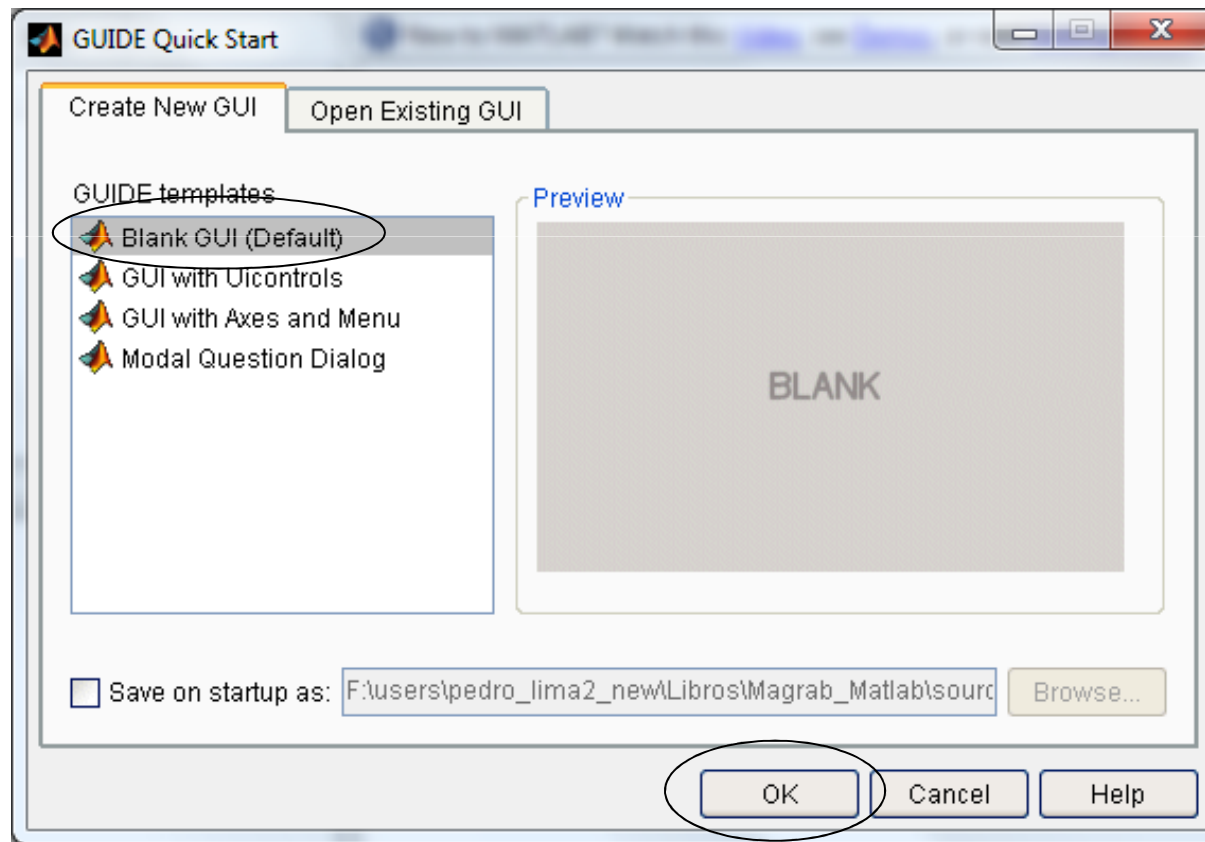 GUIDE Quick Start
Create New GUI
Open Existing GUI
GUIDE templates
Blank GUI (Default)
GUI with Uicontrols
GUI with Axes and Menu
Modal Question Dialog
Preview
BLANK
Save on startup as: F:\users\pedro_lima2_new\Libros\Magrab_Matlab\sourc Browse...
OK Cancel Help